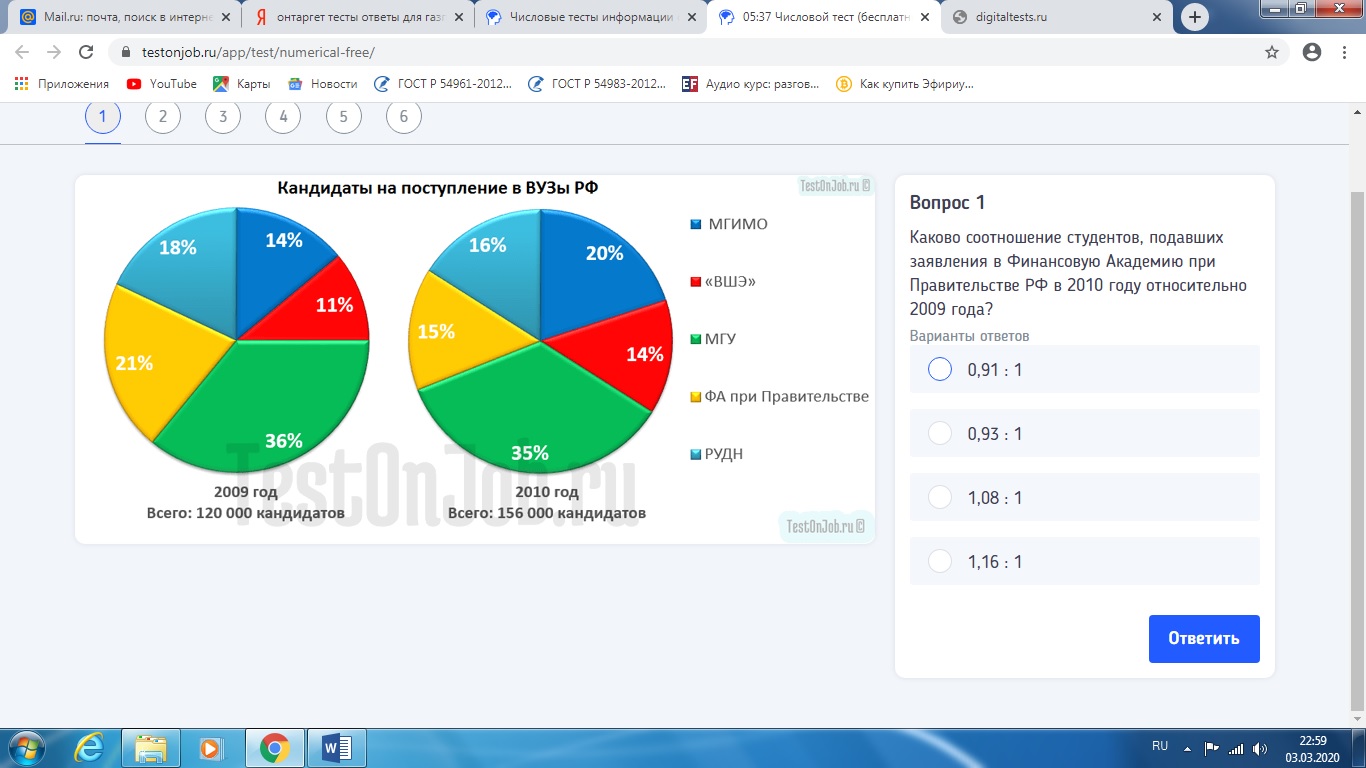 Mail.ru: почта, поиск в интерне
онтаргет тесты ответы для газп
Числовые тесты информации
05:37 Числовой тест (бесплатн
digitaltests.ru
testonjob.ru/app/test/numerical-free/
Приложения
YouTube
Карты
Новости
ГОСТ Р 54961-2012...
ГОСТ Р 54983-2012...
Аудио курс: разгов...
Как купить Эфириу...
1 2 3 4 5 6
Кандидаты на поступление в ВУЗы РФ
TestOnJob.ru ©
18%
14%
11%
21%
36%
16%
20%
15%
14%
35%
МГИМО
«ВШЭ»
МГУ
ФА при Правительстве
РУДН
TestOnJob.ru
2009 год
Всего: 120 000 кандидатов
2010 год
Всего: 156 000 кандидатов
TestOnJob.ru ©
Вопрос 1
Каково соотношение студентов, подавших
заявления в Финансовую Академию при
Правительстве РФ в 2010 году относительно
2009 года?
Варианты ответов
0,91 : 1
0,93 : 1
1,08 : 1
1,16 : 1
Ответить
RU
22:59
03.03.2020